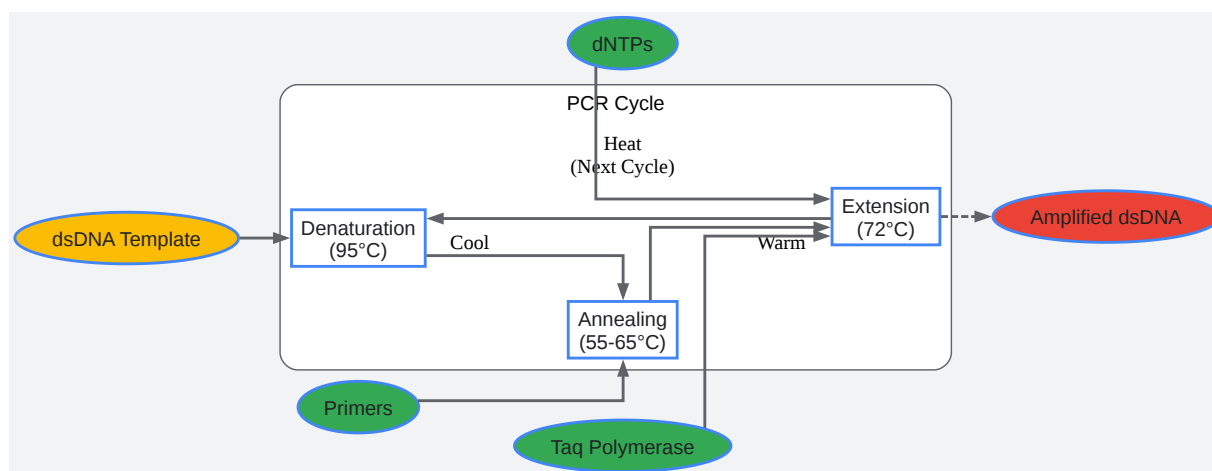 dNTPs
PCR Cycle
Heat
(Next Cycle)
Extension
(72°C)
Amplified dsDNA
dsDNA Template
Denaturation
(95°C)
Cool
Warm
Annealing
(55-65°C)
Primers
Taq Polymerase